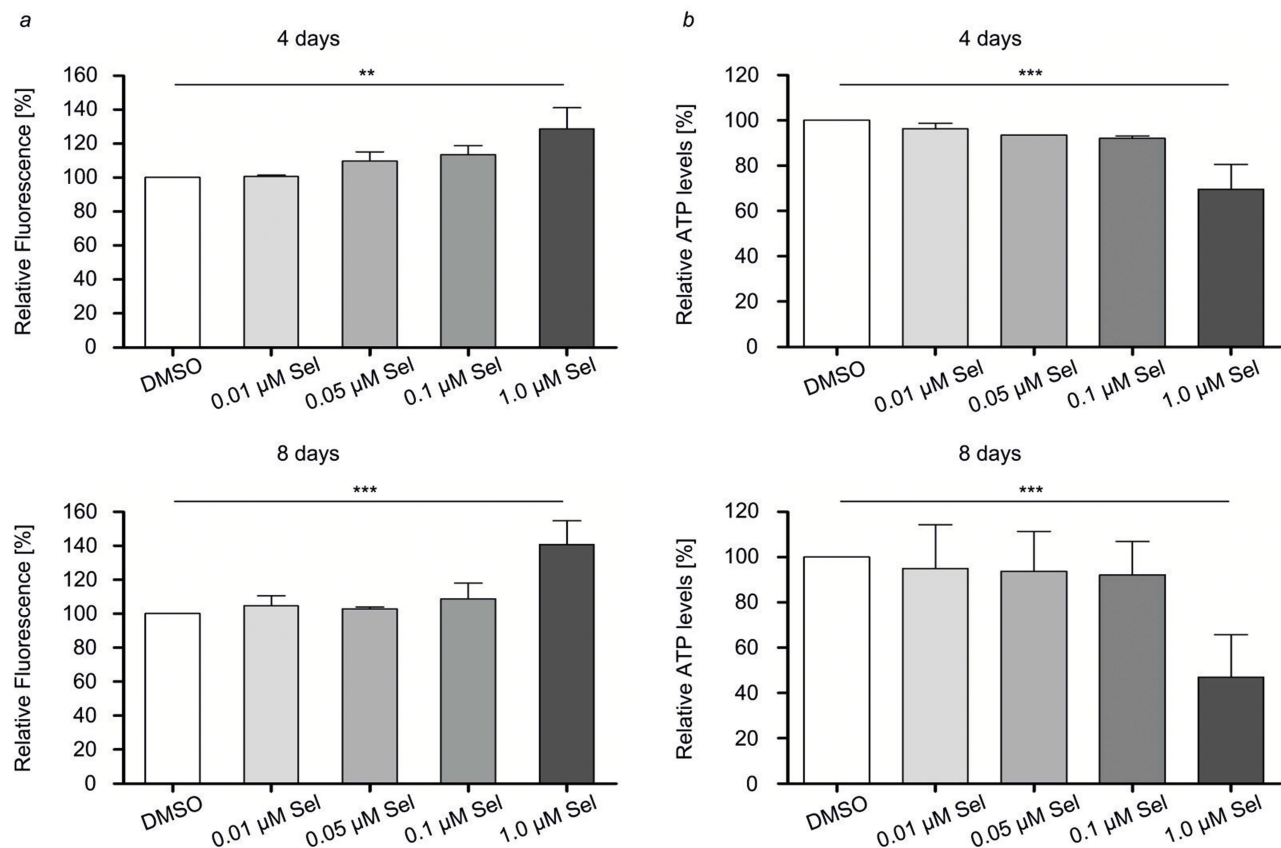 a
4 days
Relative Fluorescence [%]
160
140
120
100
80
60
40
20
0
**
DMSO
0.01 µM Sel
0.05 µM Sel
0.1 µM Sel
1.0 µM Sel
8 days
Relative Fluorescence [%]
160
140
120
100
80
60
40
20
0
***
DMSO
0.01 µM Sel
0.05 µM Sel
0.1 µM Sel
1.0 µM Sel
b
4 days
Relative ATP levels [%]
120
100
80
60
40
20
0
***
DMSO
0.01 µM Sel
0.05 µM Sel
0.1 µM Sel
1.0 µM Sel
8 days
Relative ATP levels [%]
120
100
80
60
40
20
0
***
DMSO
0.01 µM Sel
0.05 µM Sel
0.1 µM Sel
1.0 µM Sel